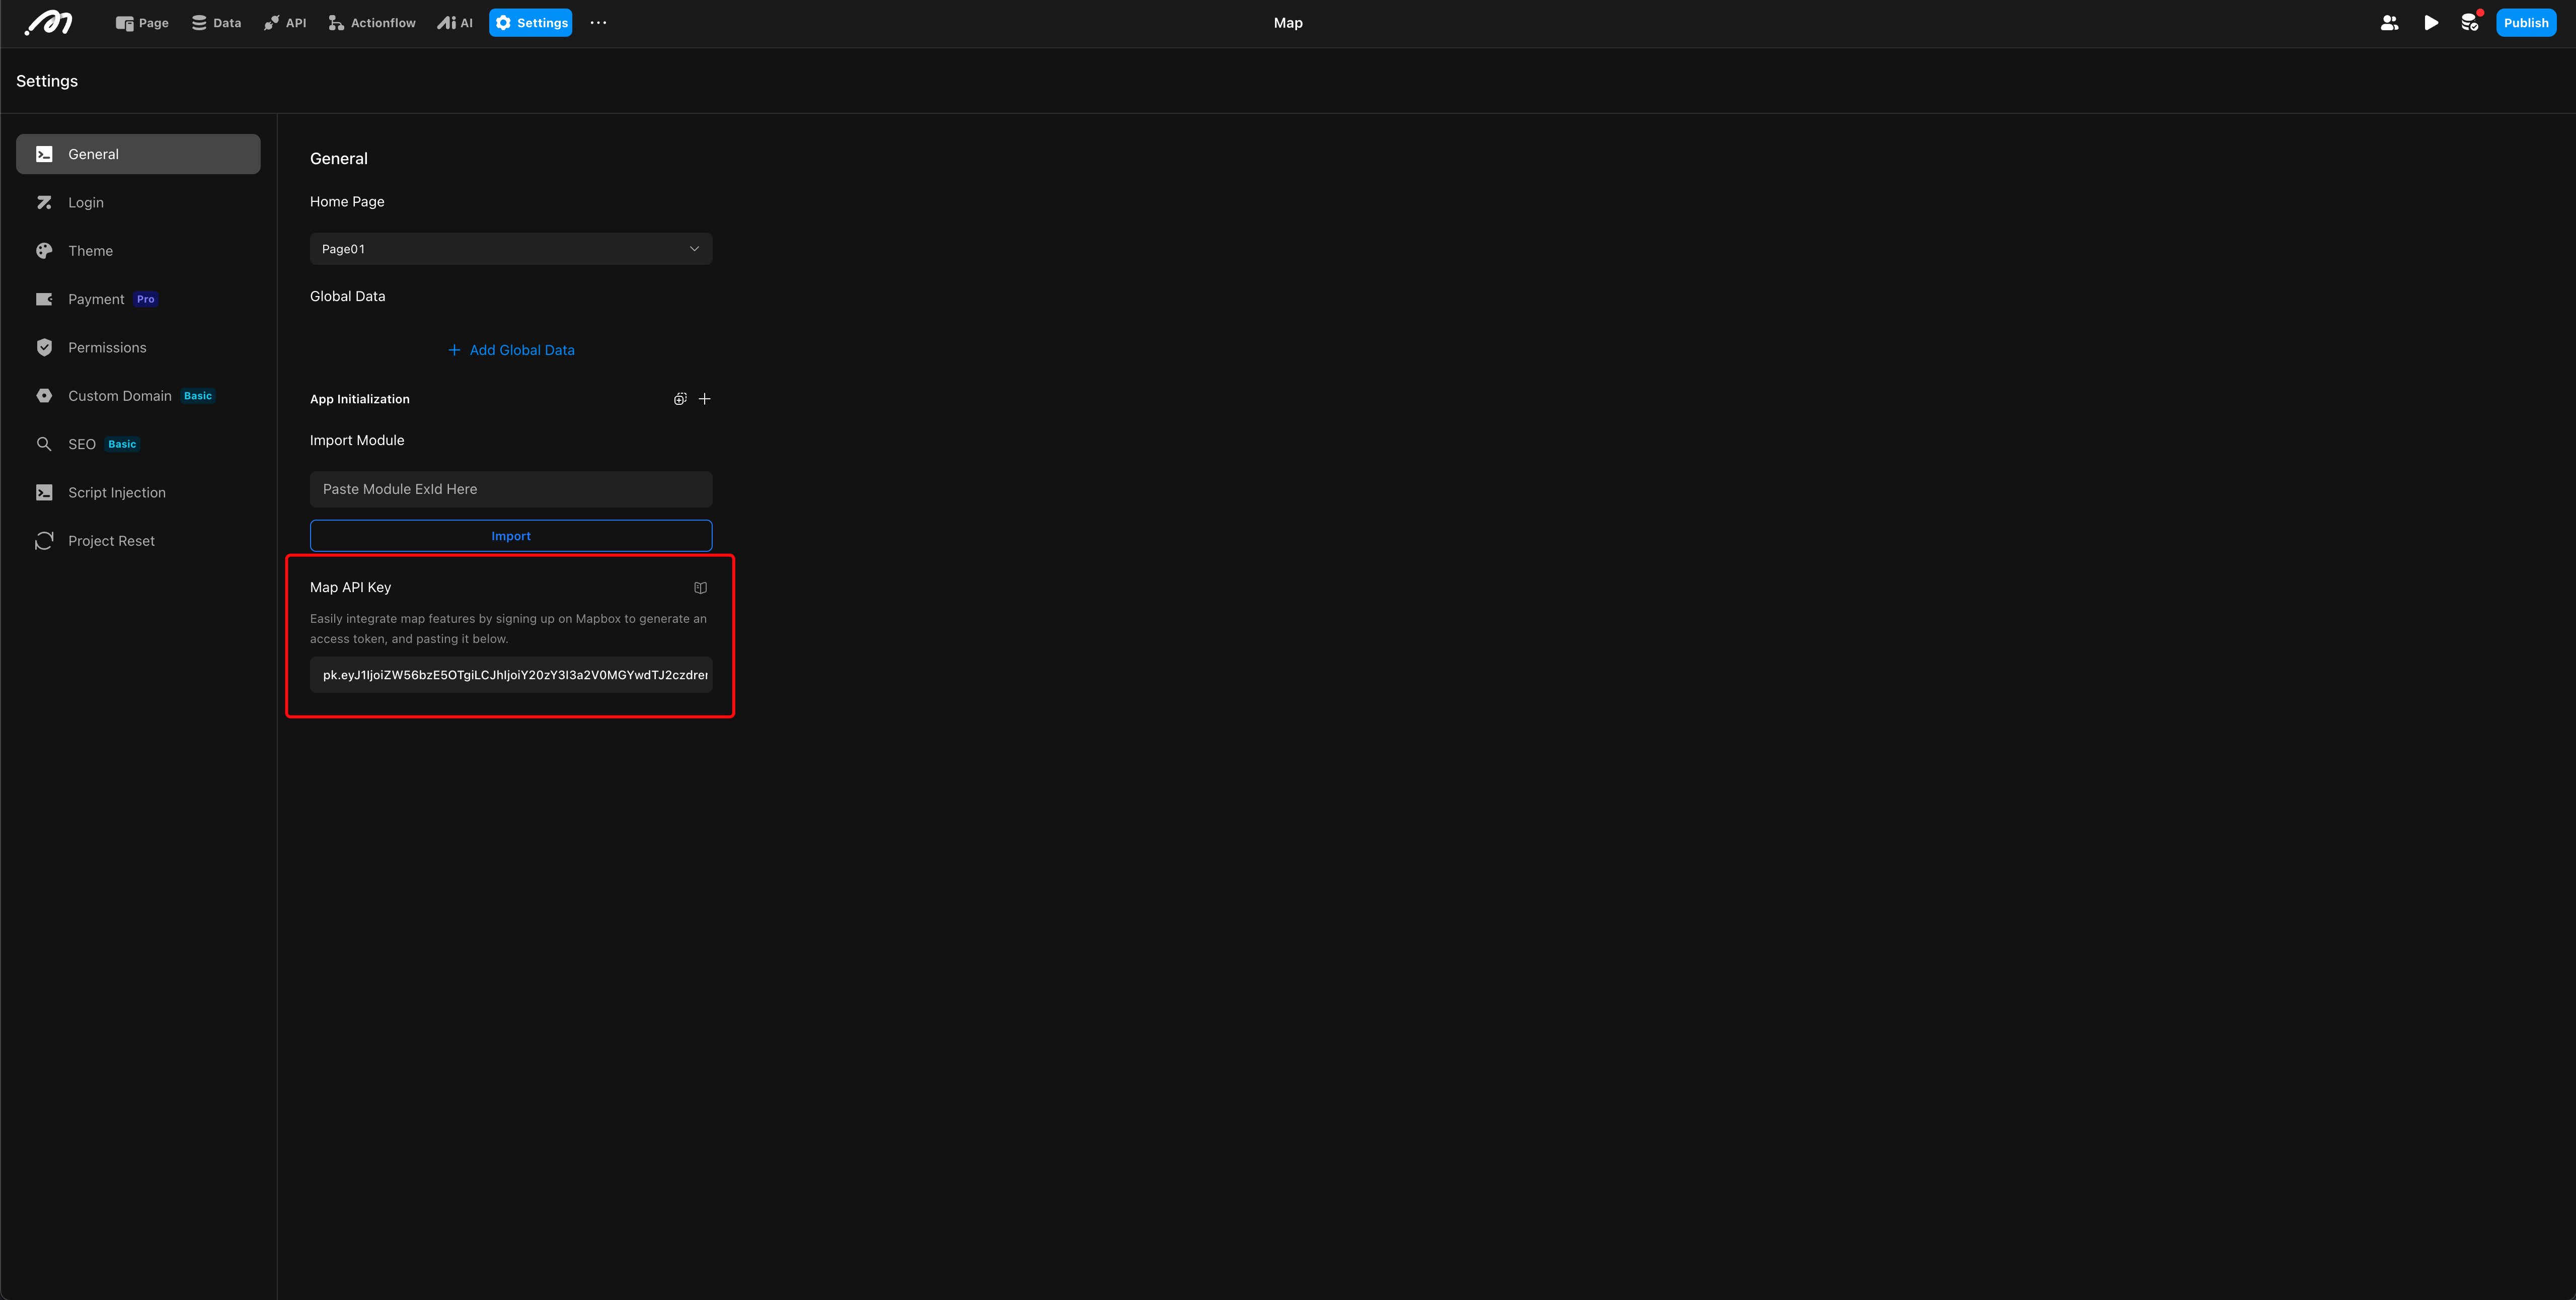 Page Data API Actionflow AI Settings ··· Map Publish
Settings
General
Login
Theme
Payment Pro
Permissions
Custom Domain Basic
SEO Basic
Script Injection
Project Reset
General
Home Page
Page01
Global Data
+ Add Global Data
App Initialization
Import Module
Paste Module ExId Here
Import
Map API Key
Easily integrate map features by signing up on Mapbox to generate an
access token, and pasting it below.
pk.eyJ1IjoiZW56bzE5OTgiLCJhIjoiY20zY3I3a2V0MGYwdTJ2czdrer